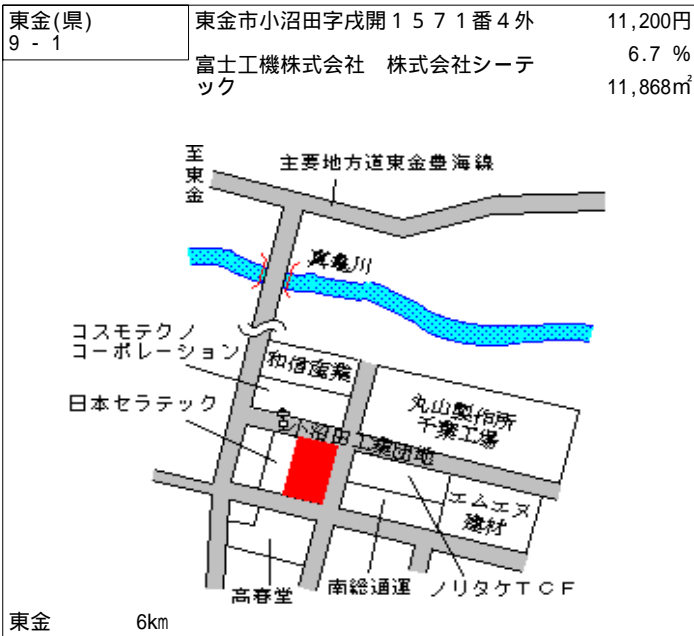 東金(県)
9 - 1
東金市小沼田字戌開１５７１番４外
11,200円
富士工機株式会社　株式会社シーテ
ック
6.7 %
11,868㎡
至東金
主要地方道東金豊海線
真亀川
コスモテクノ
コーポレーション
和信産業
日本セラテック
丸山製作所
千葉工場
小沼田工業団地
エムエヌ
建材
高春堂
南総通運
ノリタケＴＣＦ
東金
6km